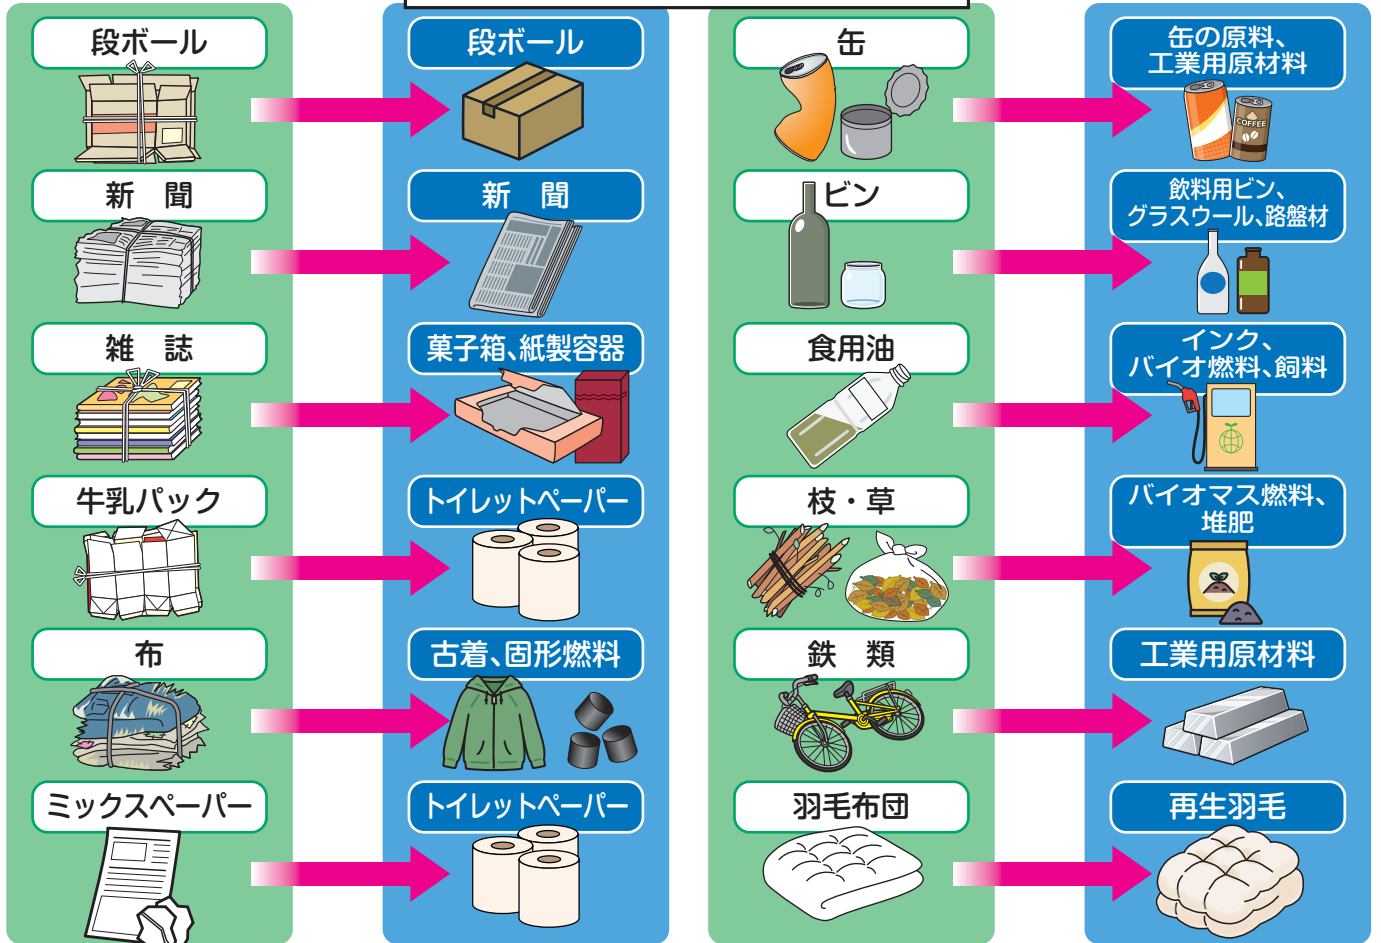 段ボール
段ボール
新　聞
新　聞
雑　誌
菓子箱、紙製容器
牛乳パック
トイレットペーパー
布
古着、固形燃料
ミックスペーパー
トイレットペーパー
缶
缶の原料、
工業用原材料
COFFEE
ビン
飲料用ビン、
グラスウール、路盤材
食用油
インク、
バイオ燃料、飼料
枝・草
バイオマス燃料、
堆肥
鉄　類
工業用原材料
羽毛布団
再生羽毛